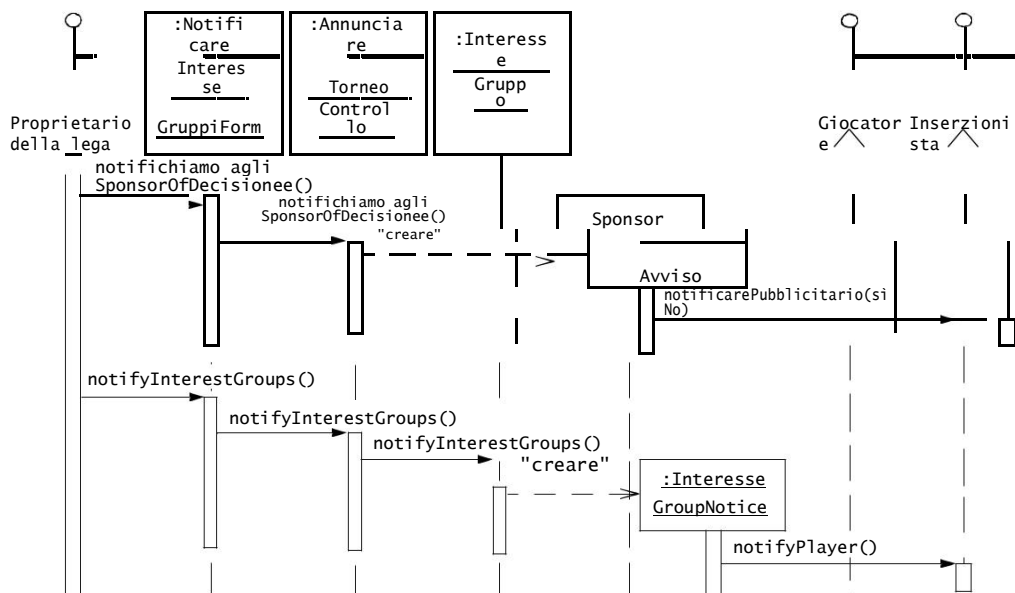 :Notifi
care
Interes
se
GruppiForm
:Annuncia
re
Torneo
Control
lo
:Interess
e
Grupp
o
Proprietario
della lega
Giocator
e
Inserzioni
sta
notifichiamo agli
SponsorOfDecisionee()
notifichiamo agli
SponsorOfDecisionee()
"creare"
Sponsor
Avviso
notificarePubblicitario(sì
No)
notifyInterestGroups()
notifyInterestGroups()
notifyInterestGroups()
"creare"
:Interesse
GroupNotice
notifyPlayer()